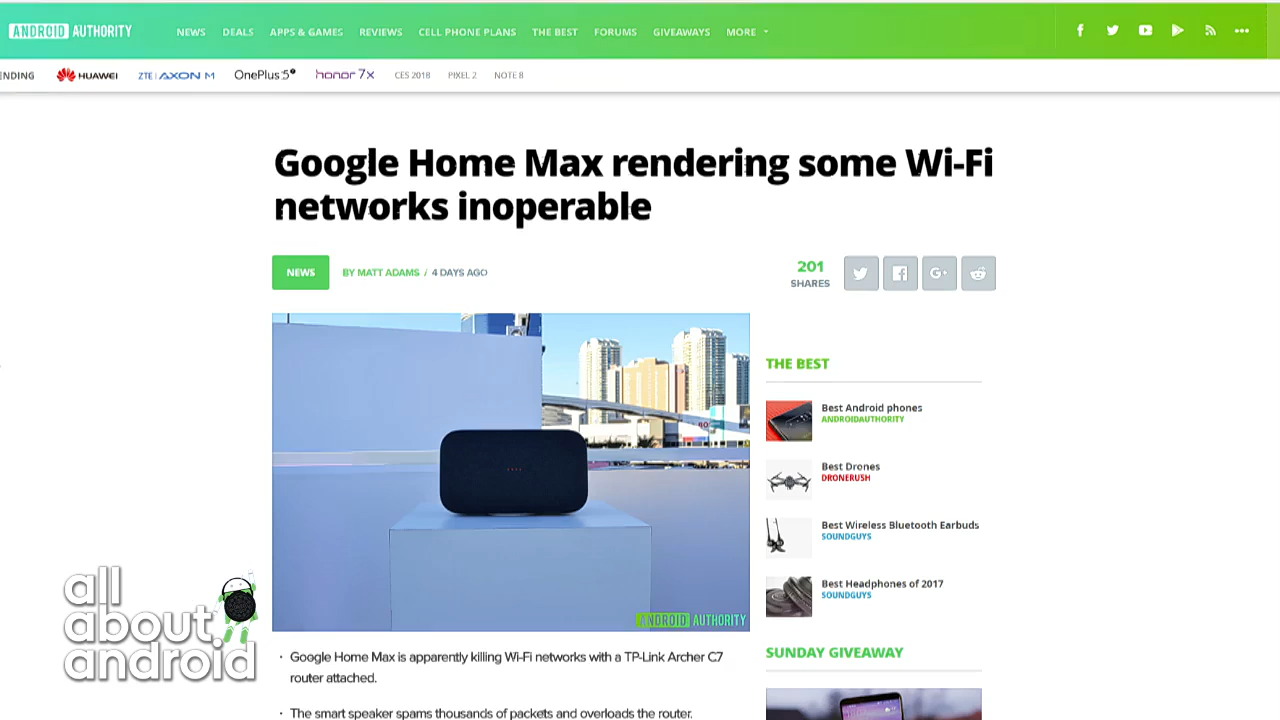 ANDROID AUTHORITY
NEWS DEALS APPS & GAMES REVIEWS CELL PHONE PLANS THE BEST FORUMS GIVEAWAYS MORE
ENDING HUAWEI ZTE | AXON M OnePlus 5T honor 7x CES 2018 PIXEL 2 NOTE 8
Google Home Max rendering some Wi-Fi
networks inoperable
NEWS BY MATT ADAMS / 4 DAYS AGO
201
SHARES
THE BEST
Best Android phones
ANDROIDAUTHORITY
Best Drones
DRONERUSH
Best Wireless Bluetooth Earbuds
SOUNDGUYS
Best Headphones of 2017
SOUNDGUYS
ANDROID AUTHORITY
SUNDAY GIVEAWAY
all
about
android
· Google Home Max is apparently killing Wi-Fi networks with a TP-Link Archer C7
router attached.
· The smart speaker spams thousands of packets and overloads the router.